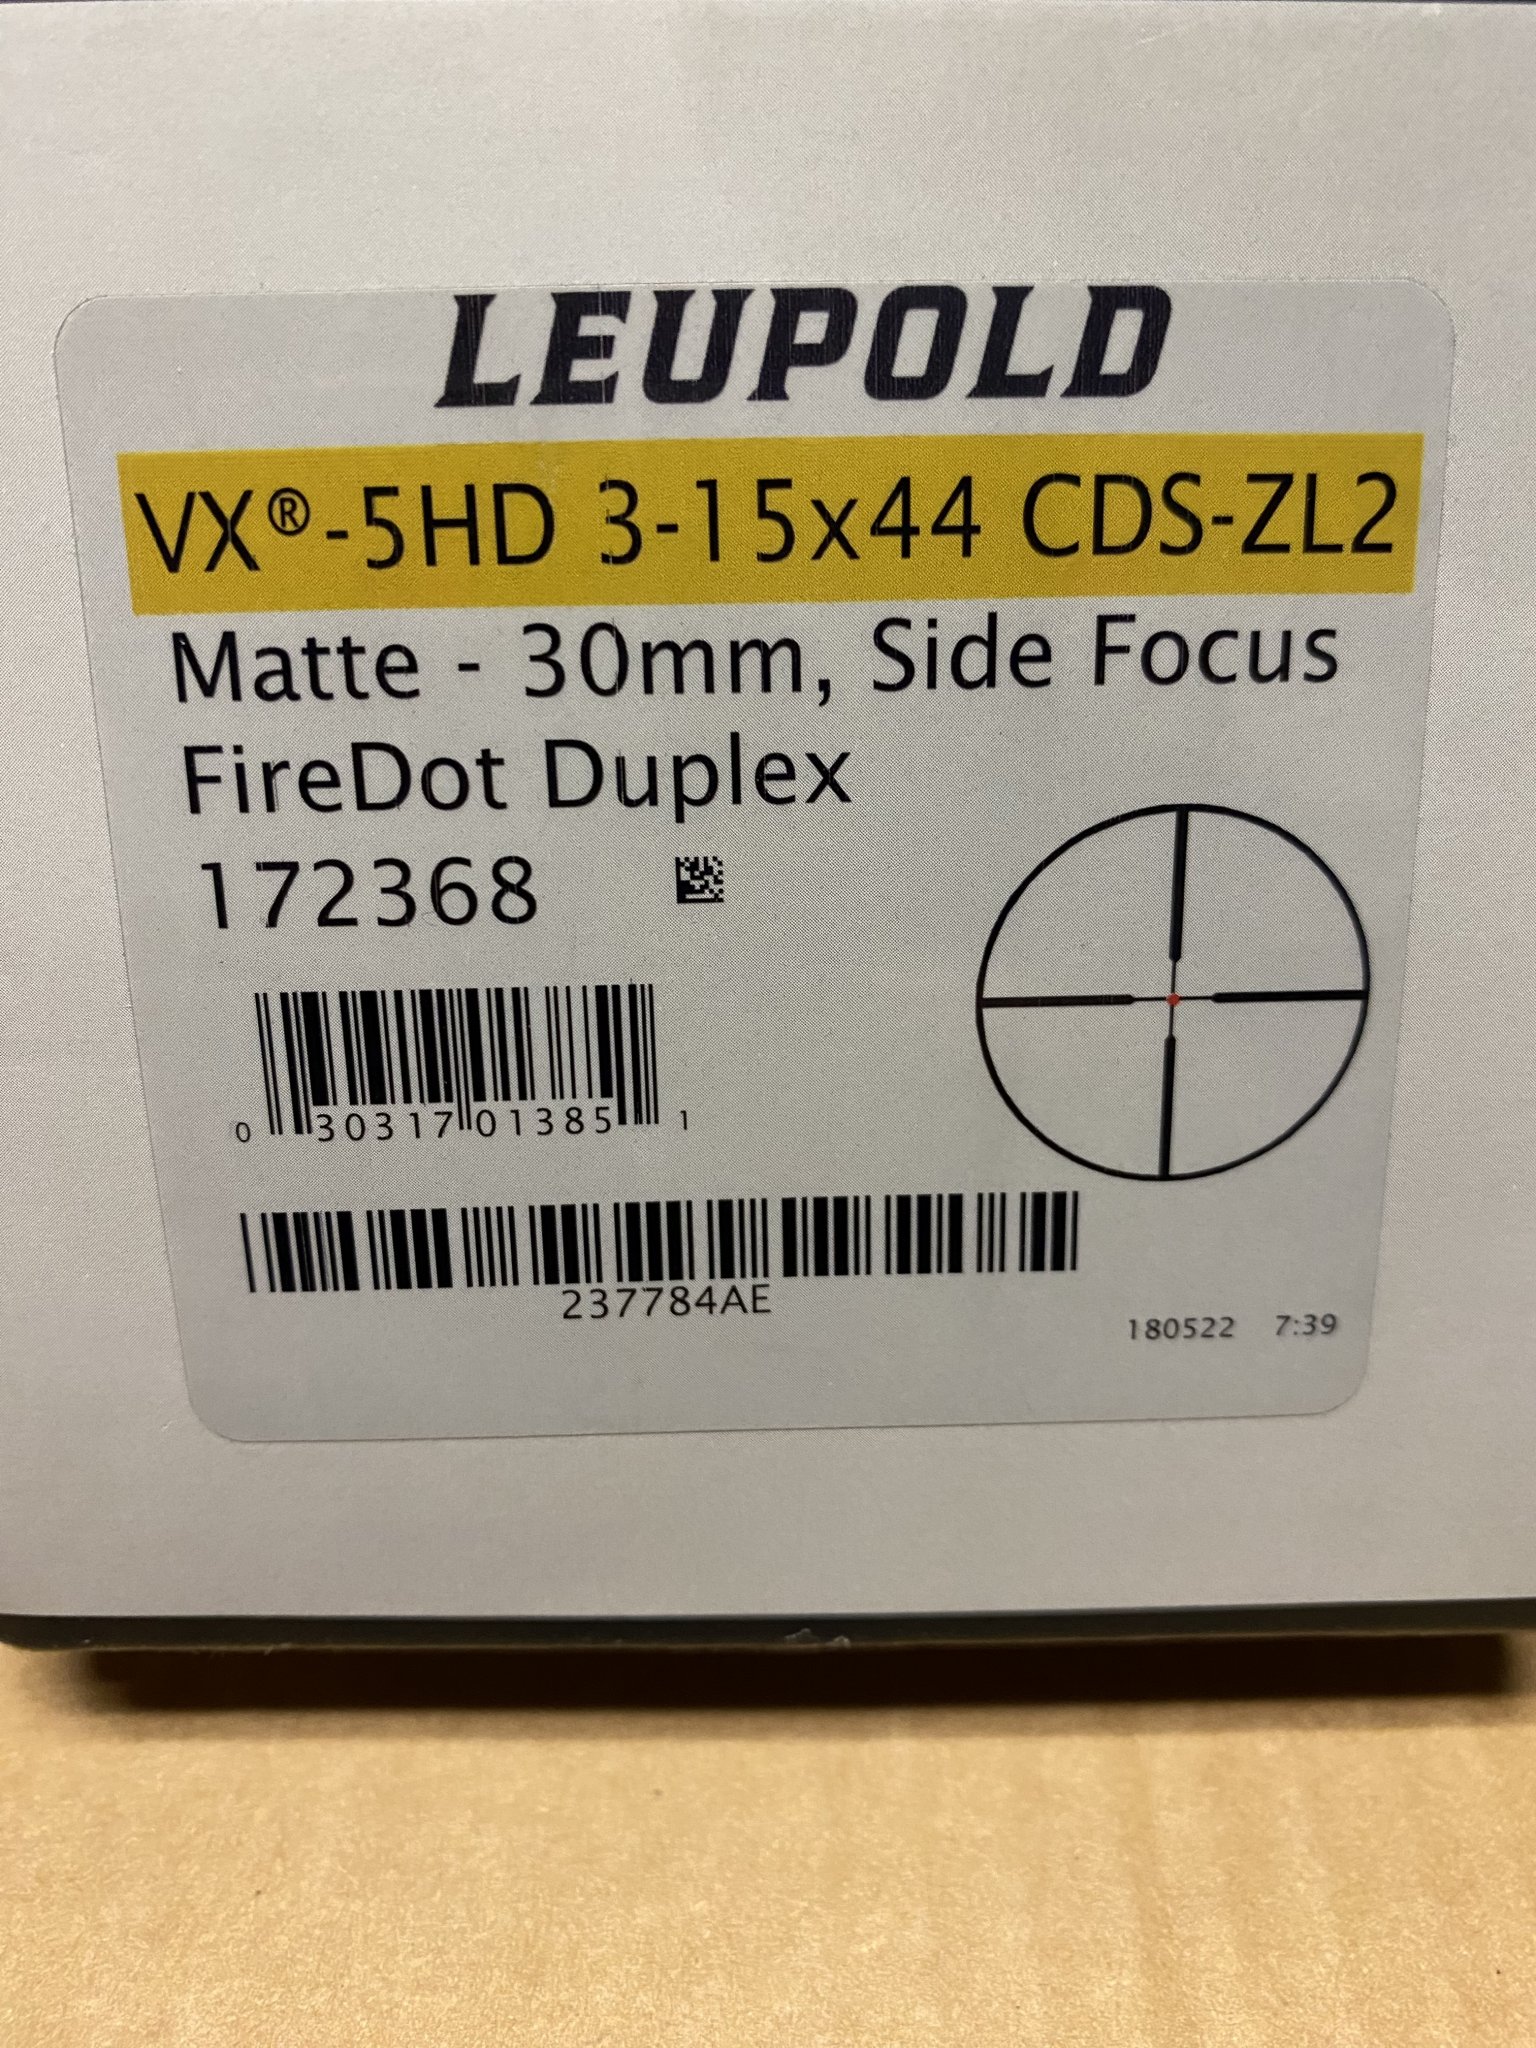 LEUPOLD
VX®-5HD 3-15x44 CDS-ZL2
Matte - 30mm, Side Focus
FireDot Duplex
172368
0 30317 01385 1
237784AE
180522 7:39